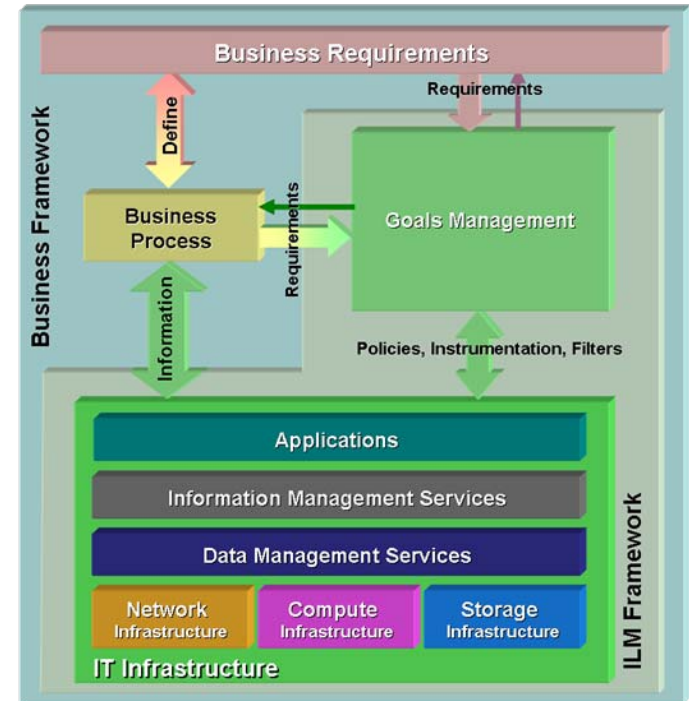 Business Requirements
Requirements
Define
Business Framework
Business
Process
Requirements
Goals Management
Information
Policies, Instrumentation, Filters
Applications
Information Management Services
Data Management Services
Network
Infrastructure
Compute
Infrastructure
Storage
Infrastructure
IT Infrastructure
ILM Framework